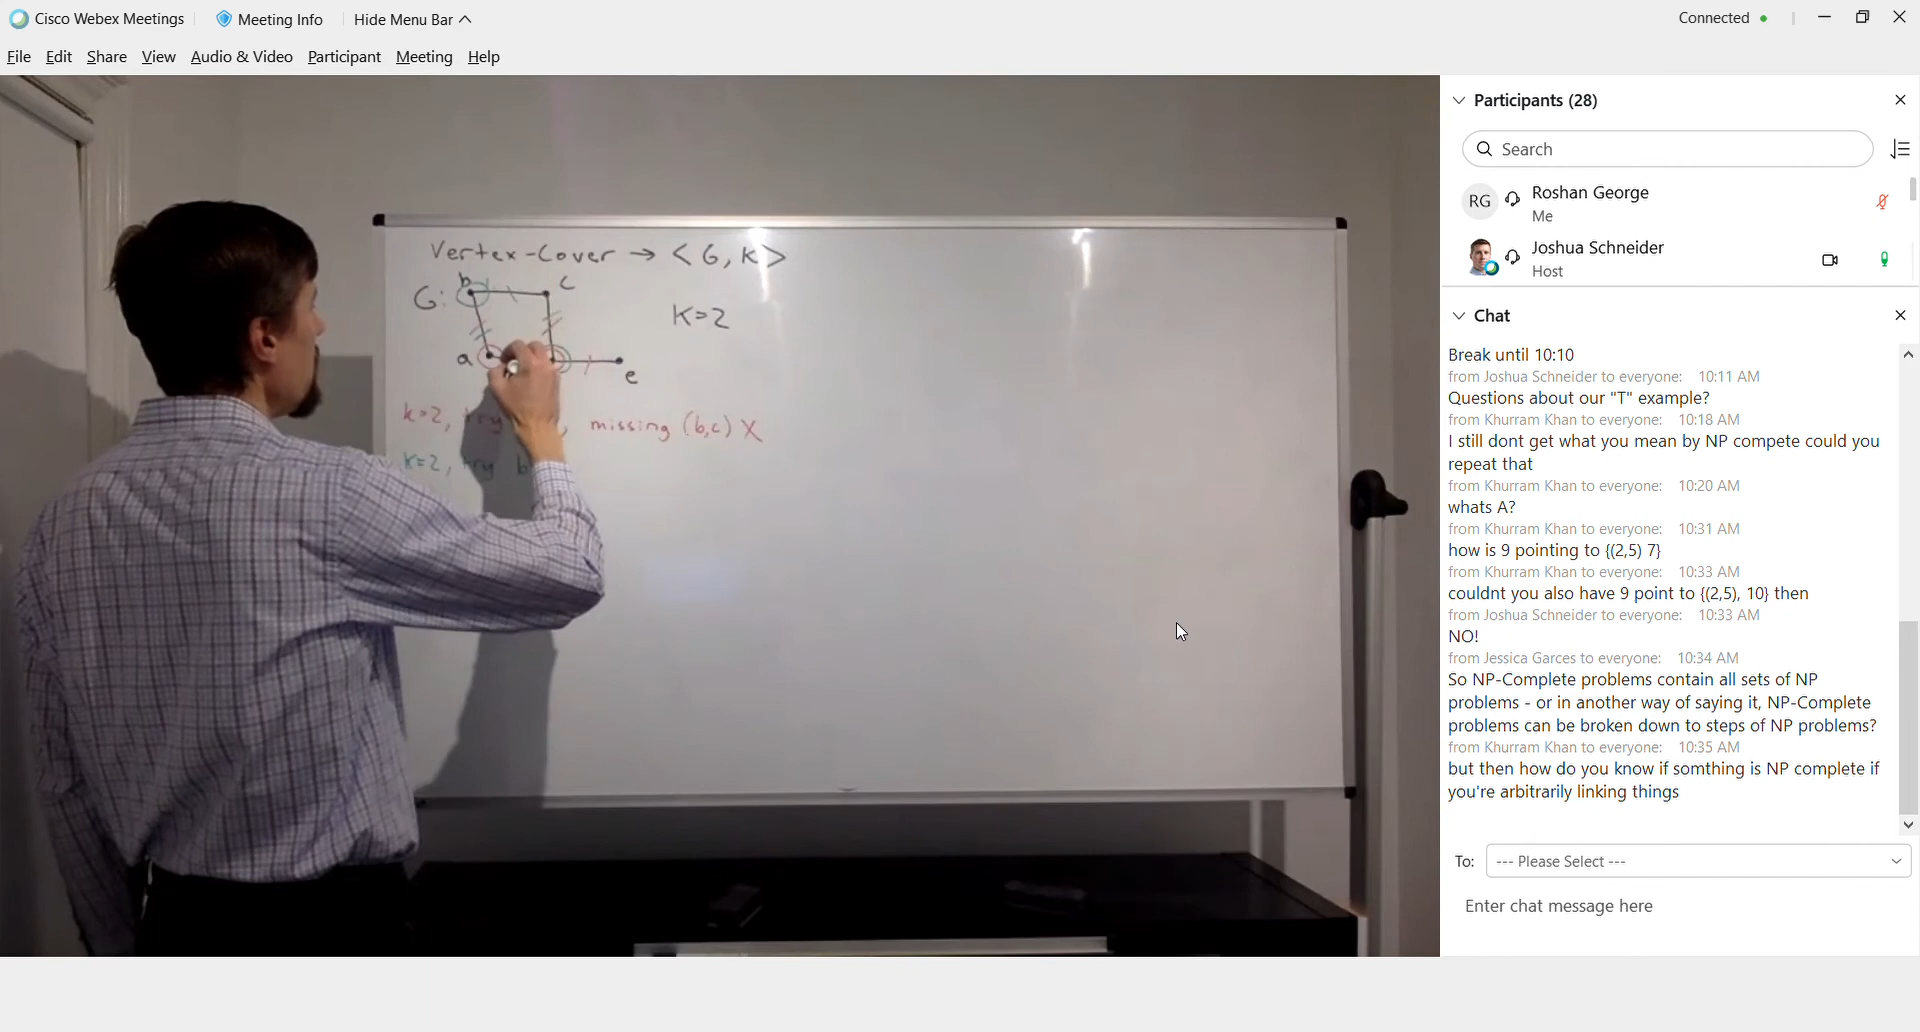 Cisco Webex Meetings
Meeting Info
Hide Menu Bar
Connected
File Edit Share View Audio & Video Participant Meeting Help
Vertex-Cover → <G, K>
G:
b
c
K=2
a
e
k=2, try
, missing (b,c) X
K=2, try b
Participants (28)
Search
RG
Roshan George
Me
Joshua Schneider
Host
Chat
Break until 10:10
from Joshua Schneider to everyone: 10:11 AM
Questions about our "T" example?
from Khurram Khan to everyone: 10:18 AM
I still dont get what you mean by NP compete could you
repeat that
from Khurram Khan to everyone: 10:20 AM
whats A?
from Khurram Khan to everyone: 10:31 AM
how is 9 pointing to {(2,5) 7}
from Khurram Khan to everyone: 10:33 AM
couldnt you also have 9 point to {(2,5), 10} then
from Joshua Schneider to everyone: 10:33 AM
NO!
from Jessica Garces to everyone: 10:34 AM
So NP-Complete problems contain all sets of NP
problems - or in another way of saying it, NP-Complete
problems can be broken down to steps of NP problems?
from Khurram Khan to everyone: 10:35 AM
but then how do you know if somthing is NP complete if
you're arbitrarily linking things
To: --- Please Select ---
Enter chat message here